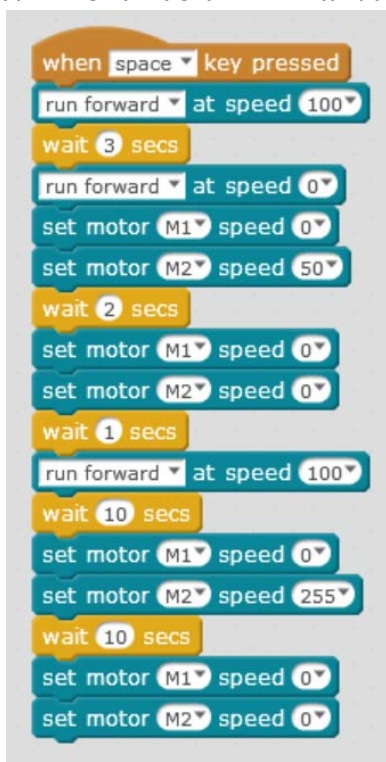 when space key pressed
run forward at speed 100
wait 3 secs
run forward at speed 0
set motor M1 speed 0
set motor M2 speed 50
wait 2 secs
set motor M1 speed 0
set motor M2 speed 0
wait 1 secs
run forward at speed 100
wait 10 secs
set motor M1 speed 0
set motor M2 speed 255
wait 10 secs
set motor M1 speed 0
set motor M2 speed 0